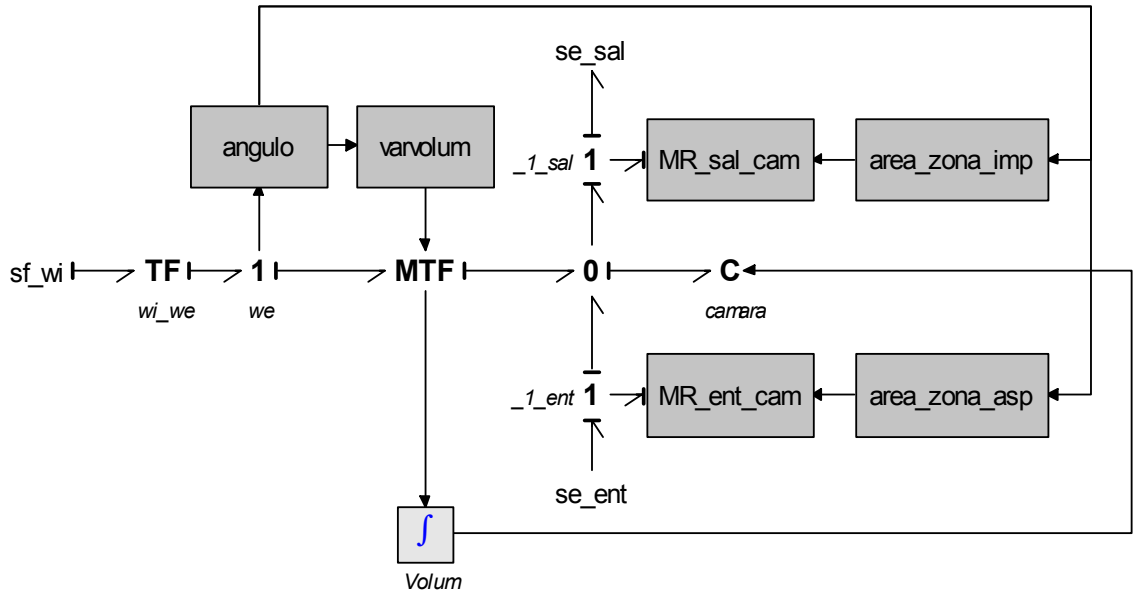 se_sal
angulo
varvolum
_1_sal
1
MR_sal_cam
area_zona_imp
sf_wi
TF
1
MTF
0
C
wi_we
we
camara
_1_ent
1
MR_ent_cam
area_zona_asp
se_ent
∫
Volum